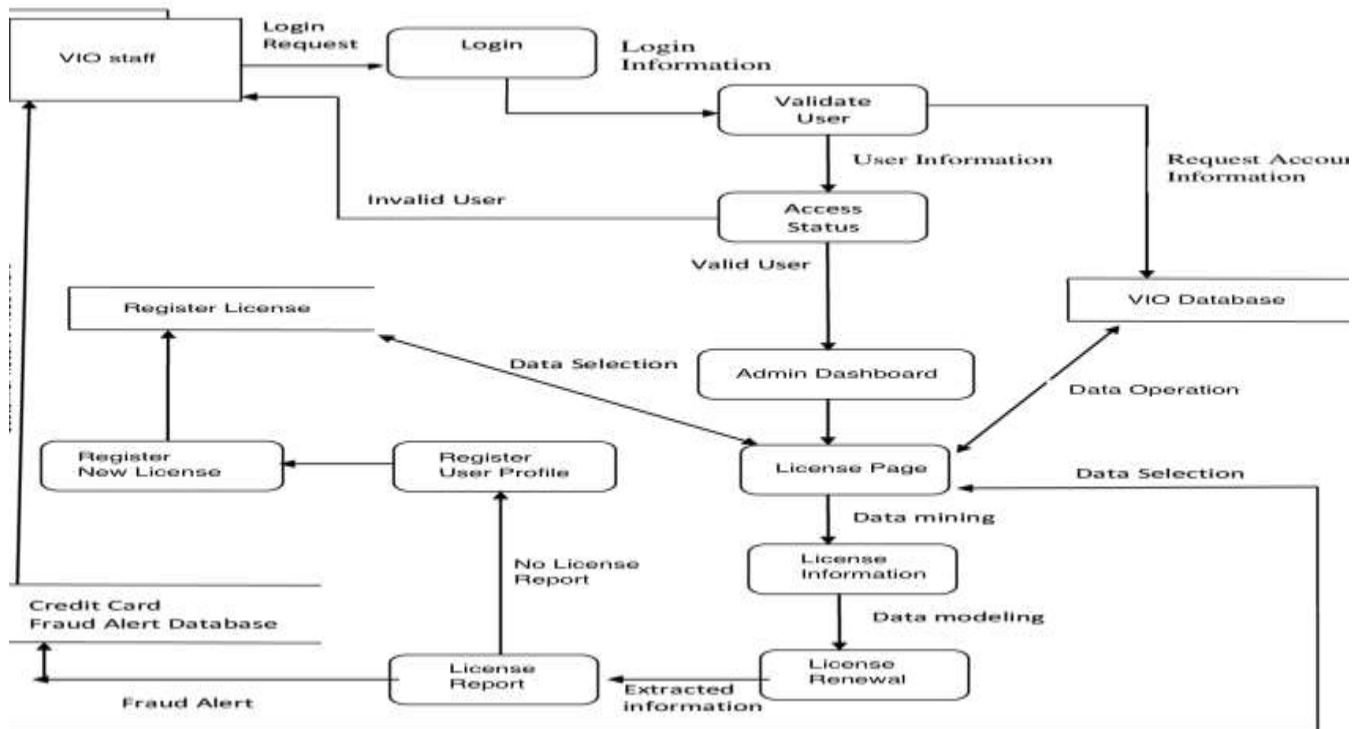 Login
Request
VIO staff
Login
Login
Information
Validate
User
User Information
Request Accou
Information
Invalid User
Access
Status
Valid User
Register License
VIO Database
Data Selection
Admin Dashboard
Data Operation
Register
New License
Register
User Profile
License Page
Data Selection
Data mining
No License
Report
License
Information
Credit Card
Fraud Alert Database
Data modeling
License
Report
License
Renewal
Fraud Alert
Extracted
information